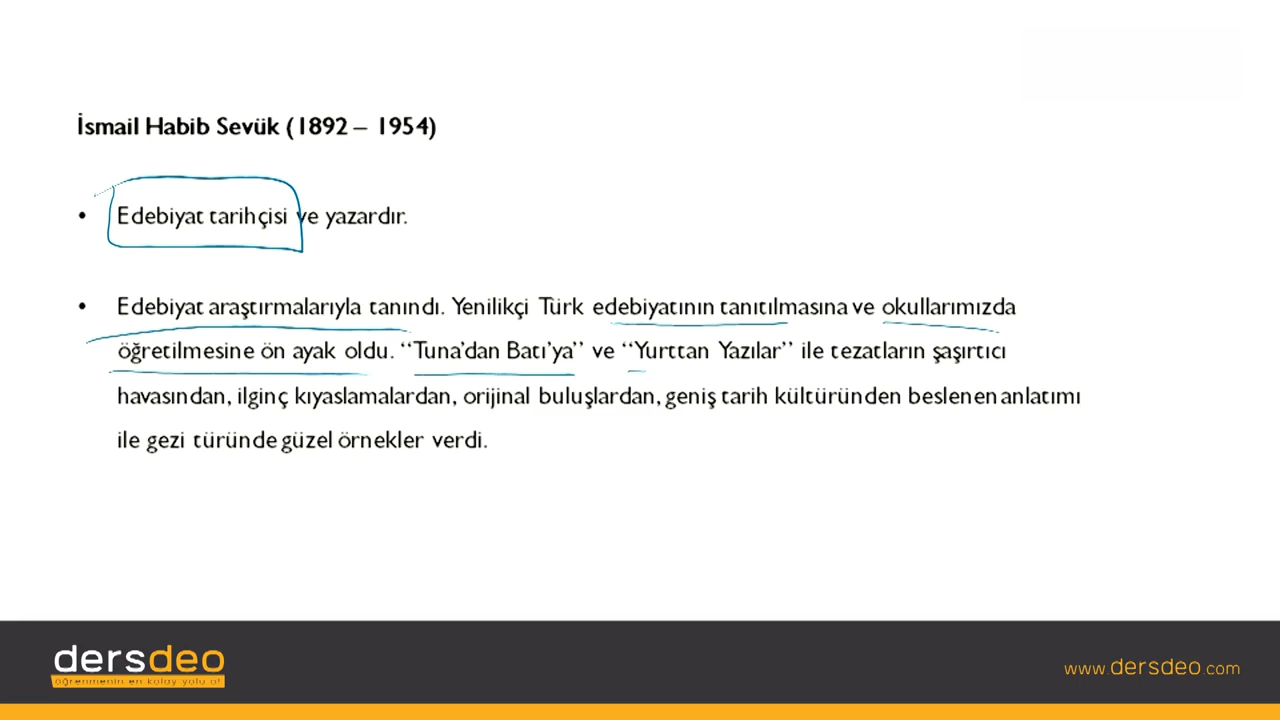 İsmail Habib Sevük (1892 – 1954)
• Edebiyat tarihçisi ve yazardır.
• Edebiyat araştırmalarıyla tanındı. Yenilikçi Türk edebiyatının tanıtılmasına ve okullarımızda
öğretilmesine ön ayak oldu. ‘‘Tuna’dan Batı’ya’’ ve ‘‘Yurttan Yazılar’’ ile tezatların şaşırtıcı
havasından, ilginç kıyaslamalardan, orijinal buluşlardan, geniş tarih kültüründen beslenen anlatımı
ile gezi türünde güzel örnekler verdi.
dersdeo
öğrenmenin en kolay yolu of
www.dersdeo.com